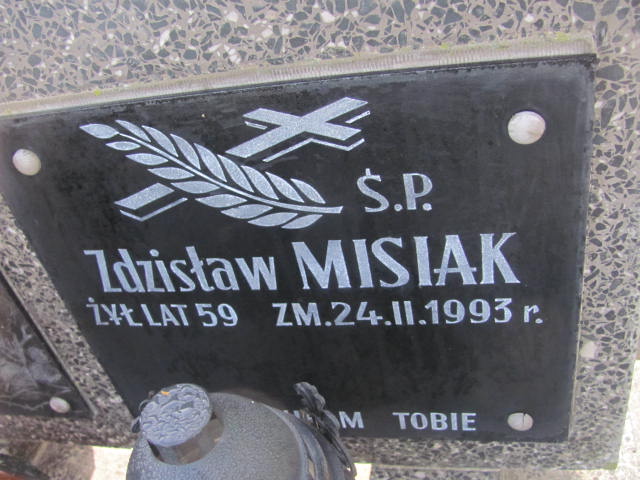 Ś.P.
Zdzisław MISIAK
ŻYŁ LAT 59 ZM. 24.II.1993 r.
TOBIE